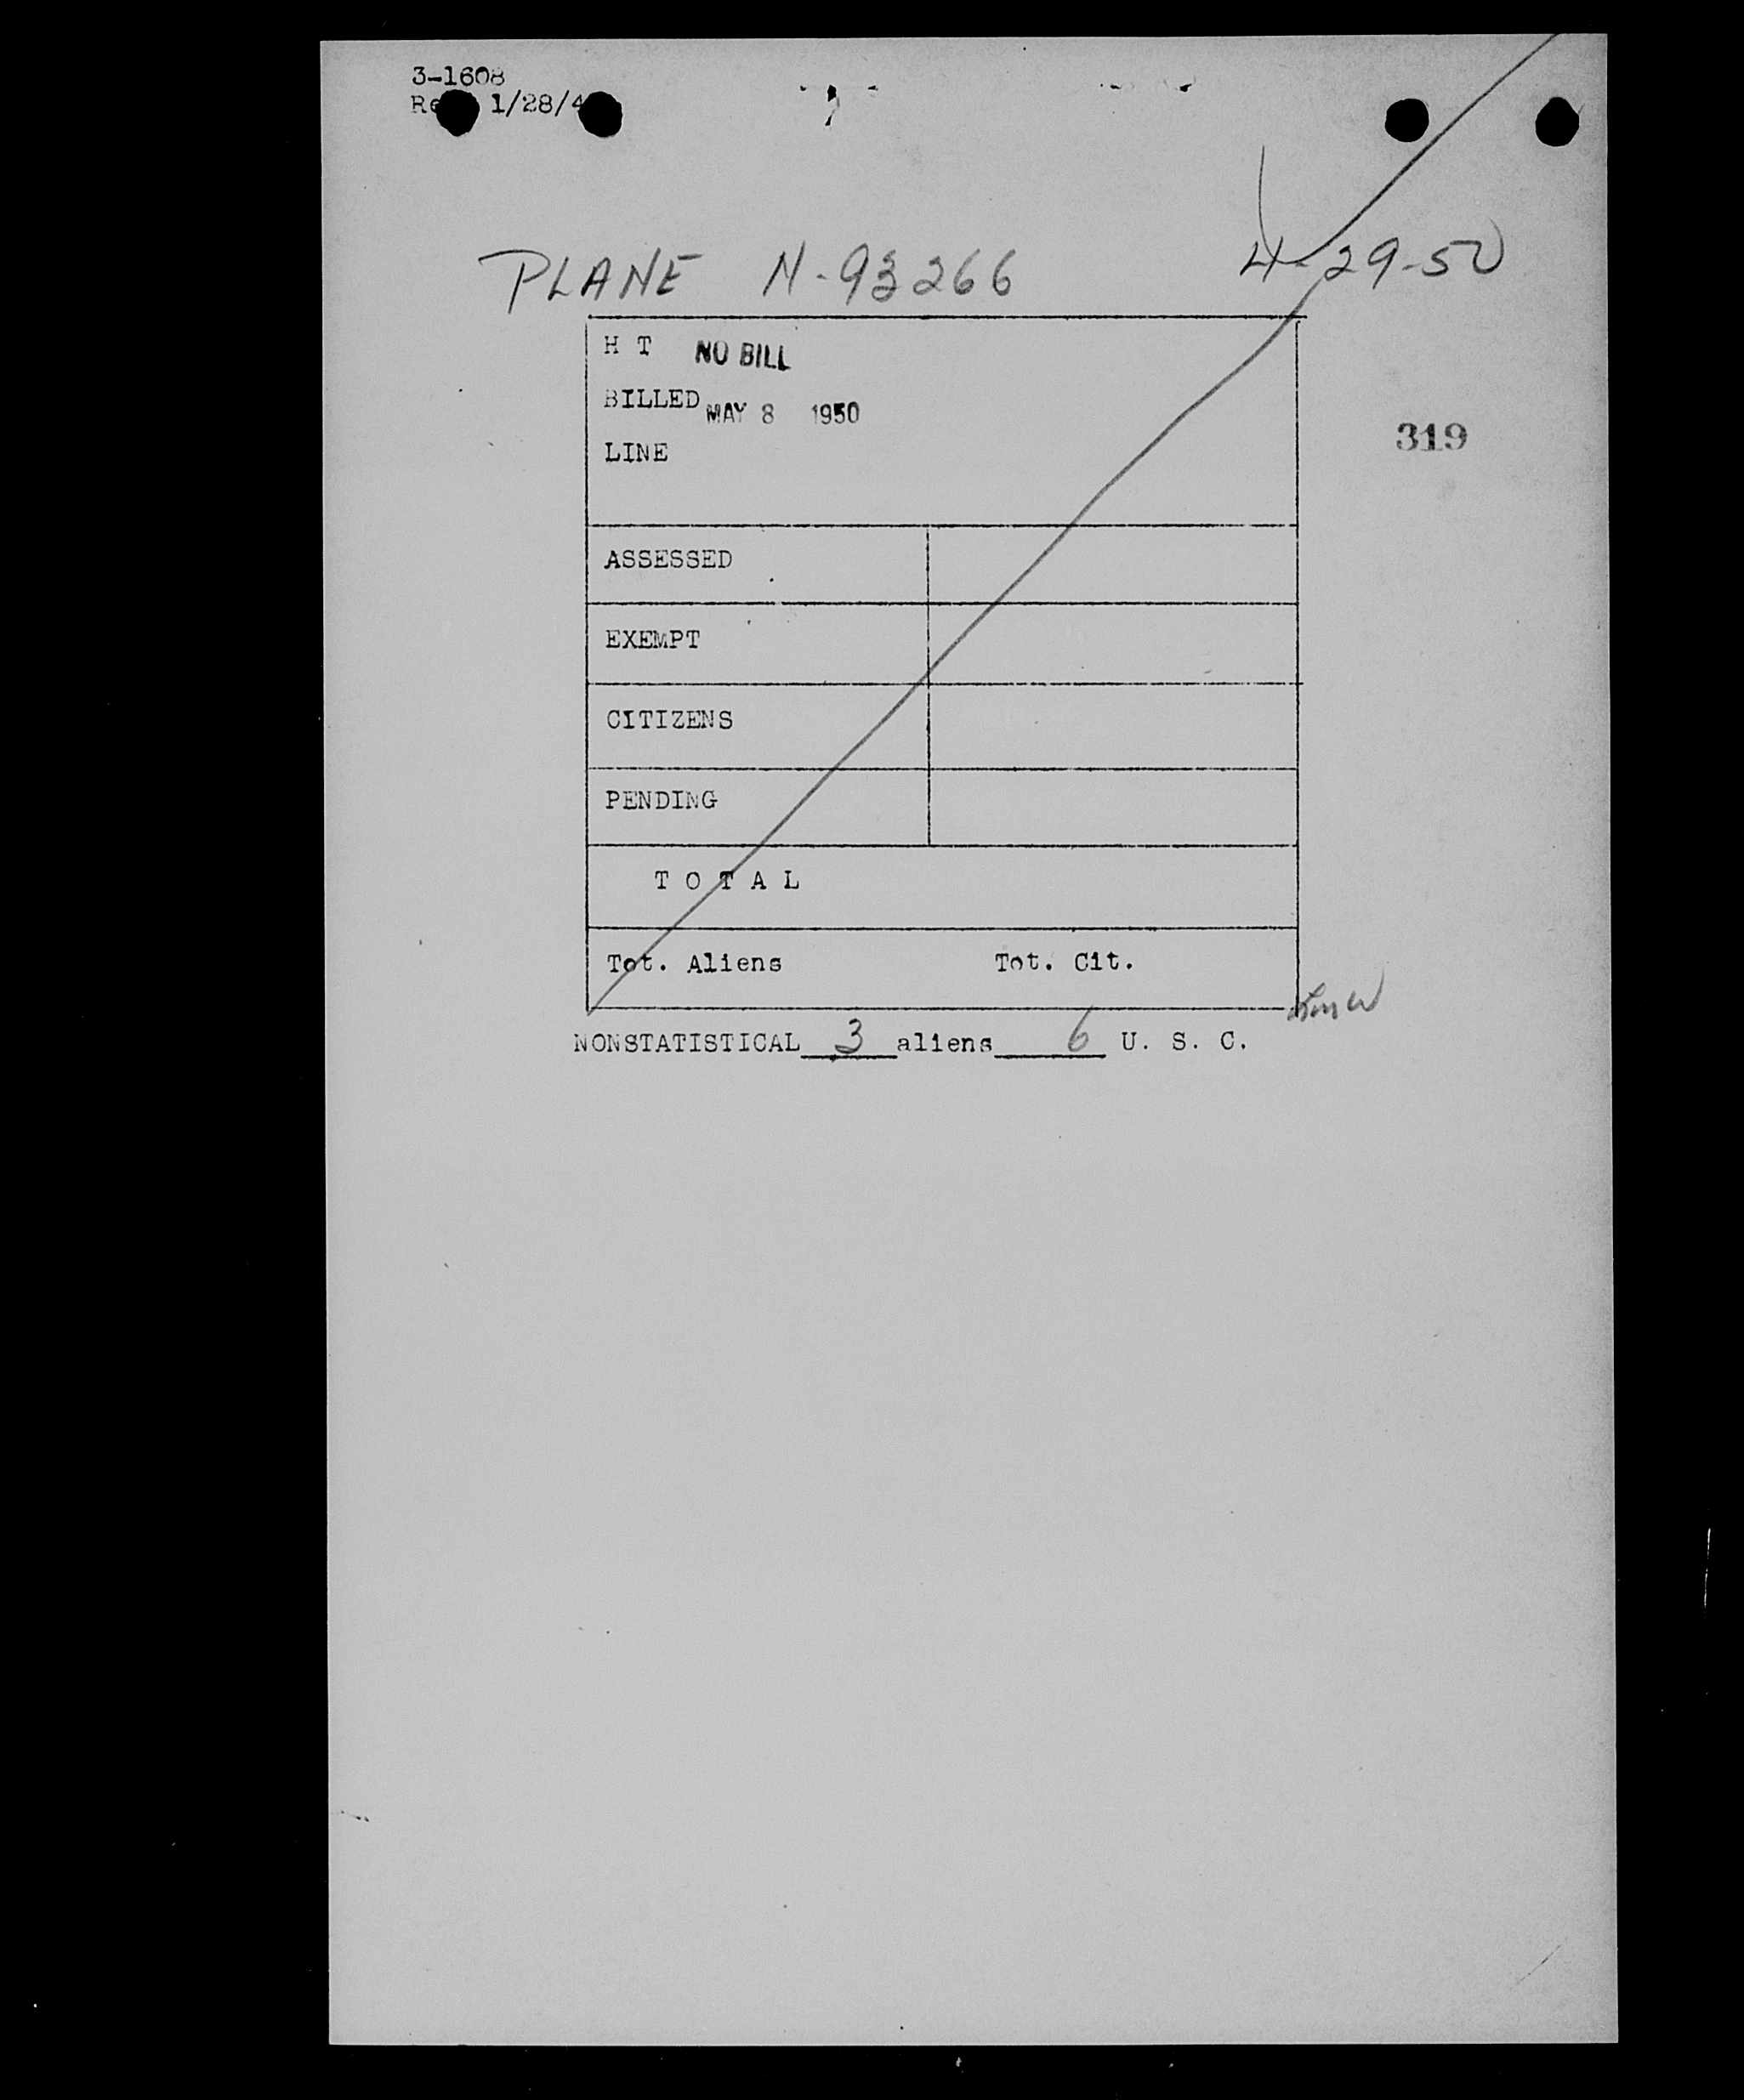 3-1608
1/28/4
PLANE N-93266 4-29-50
H T NO BILL
BILLED MAY 8 1950
319
LINE
ASSESSED
EXEMPT
CITIZENS
PENDING
T O T A L
Tot. Aliens Tot. Cit.
NONSTATISTICAL 3 aliens 6 U. S. C.